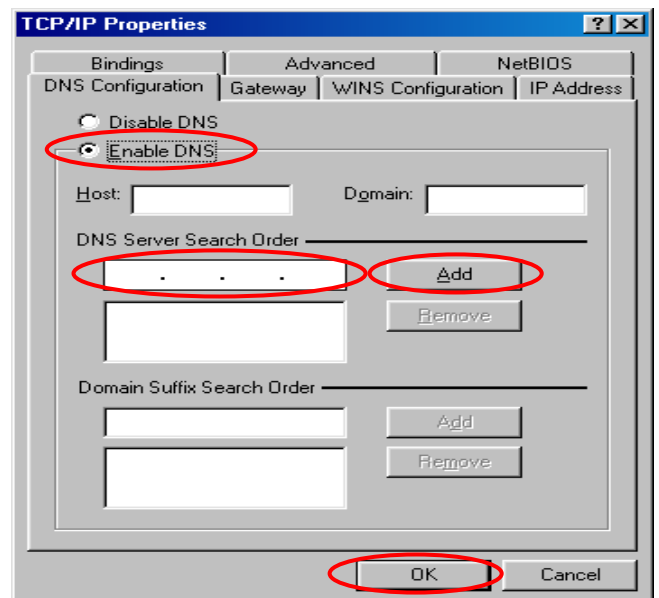 TCP/IP Properties
Bindings Advanced NetBIOS
DNS Configuration Gateway WINS Configuration IP Address
Disable DNS
Enable DNS
Host: Domain:
DNS Server Search Order
. . . Add
Remove
Domain Suffix Search Order
Add
Remove
OK Cancel